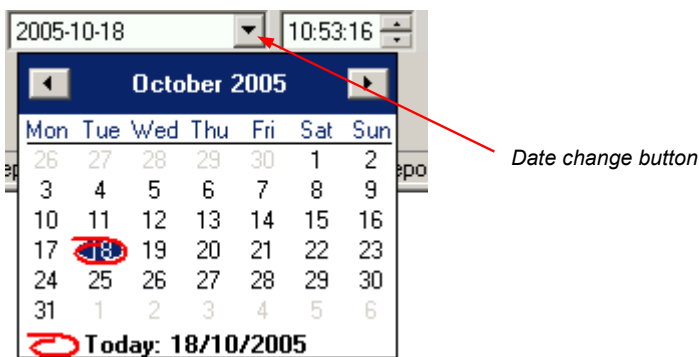 2005-10-18 10:53:16
October 2005
Mon Tue Wed Thu Fri Sat Sun
26 27 28 29 30 1 2
3 4 5 6 7 8 9
10 11 12 13 14 15 16
17 18 19 20 21 22 23
24 25 26 27 28 29 30
31 1 2 3 4 5 6
Today: 18/10/2005
Date change button